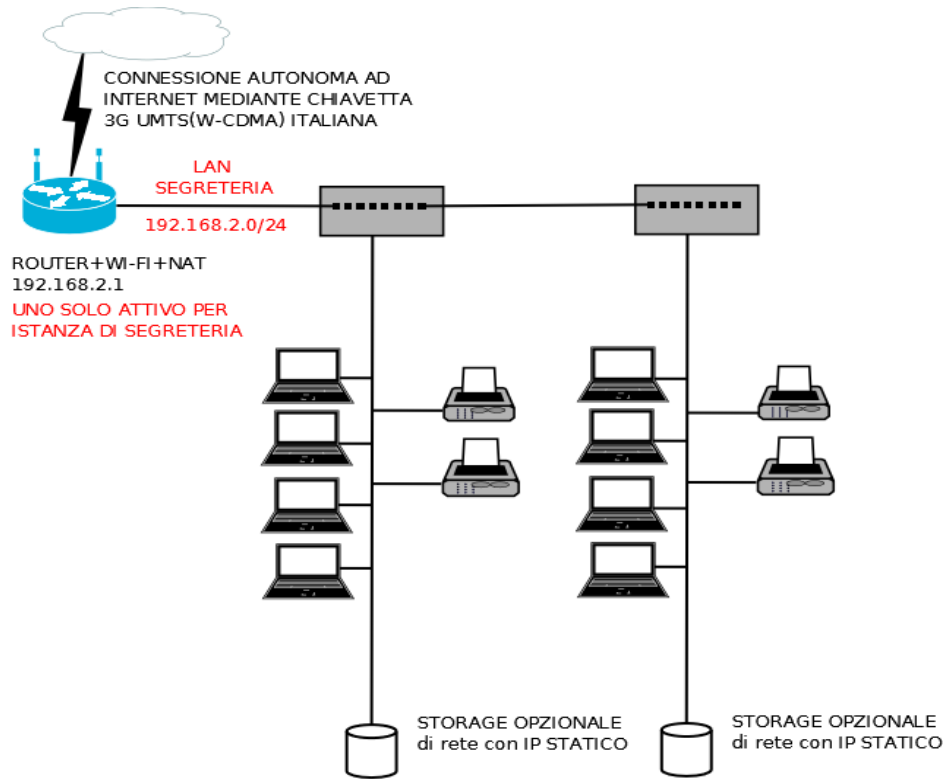 CONNESSIONE AUTONOMA AD
INTERNET MEDIANTE CHIAVETTA
3G UMTS(W-CDMA) ITALIANA
LAN
SEGRETERIA
192.168.2.0/24
ROUTER+WI-FI+NAT
192.168.2.1
UNO SOLO ATTIVO PER
ISTANZA DI SEGRETERIA
STORAGE OPZIONALE
di rete con IP STATICO
STORAGE OPZIONALE
di rete con IP STATICO